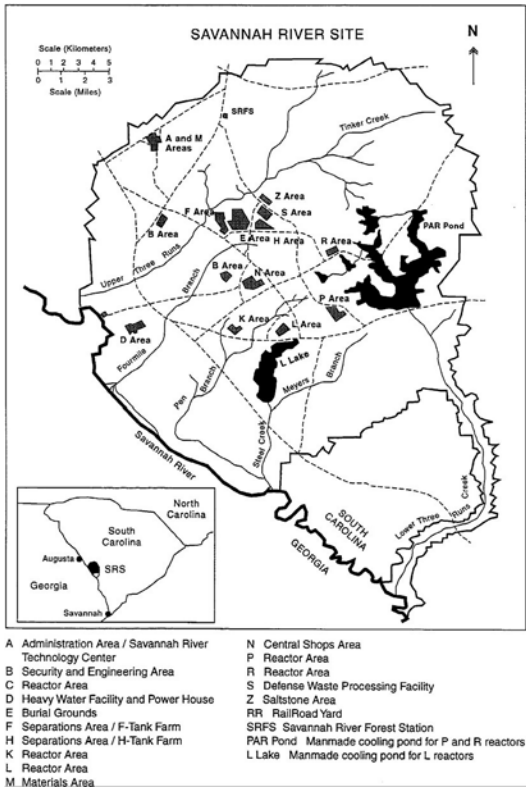 SAVANNAH RIVER SITE
N
Scale (Kilometers)
0 1 2 3 4 5
0 3 5
Scale (Miles)
SRFS
Tinker Creek
A and M
Areas
Z Area
S Area
F Area
PAR Pond
B Area
E Area
H Area
R Area
Upper Three Runs
B Area
N Area
P Area
K Area
L Area
D Area
Fourmile
Branch
L Lake
Pen
Branch
Meyers
Branch
Steel Creek
Savannah River
SOUTH
CAROLINA
GEORGIA
Lower Three
Runs
Creek
North
Carolina
South
Carolina
Augusta
SRS
Georgia
Savannah
A Administration Area / Savannah River
Technology Center
B Security and Engineering Area
C Reactor Area
D Heavy Water Facility and Power House
E Burial Grounds
F Separations Area / F-Tank Farm
H Separations Area / H-Tank Farm
K Reactor Area
L Reactor Area
M Materials Area
N Central Shops Area
P Reactor Area
R Reactor Area
S Defense Waste Processing Facility
Z Saltstone Area
RR RailRoad Yard
SRFS Savannah River Forest Station
PAR Pond Manmade cooling pond for P and R reactors
L Lake Manmade cooling pond for L reactors